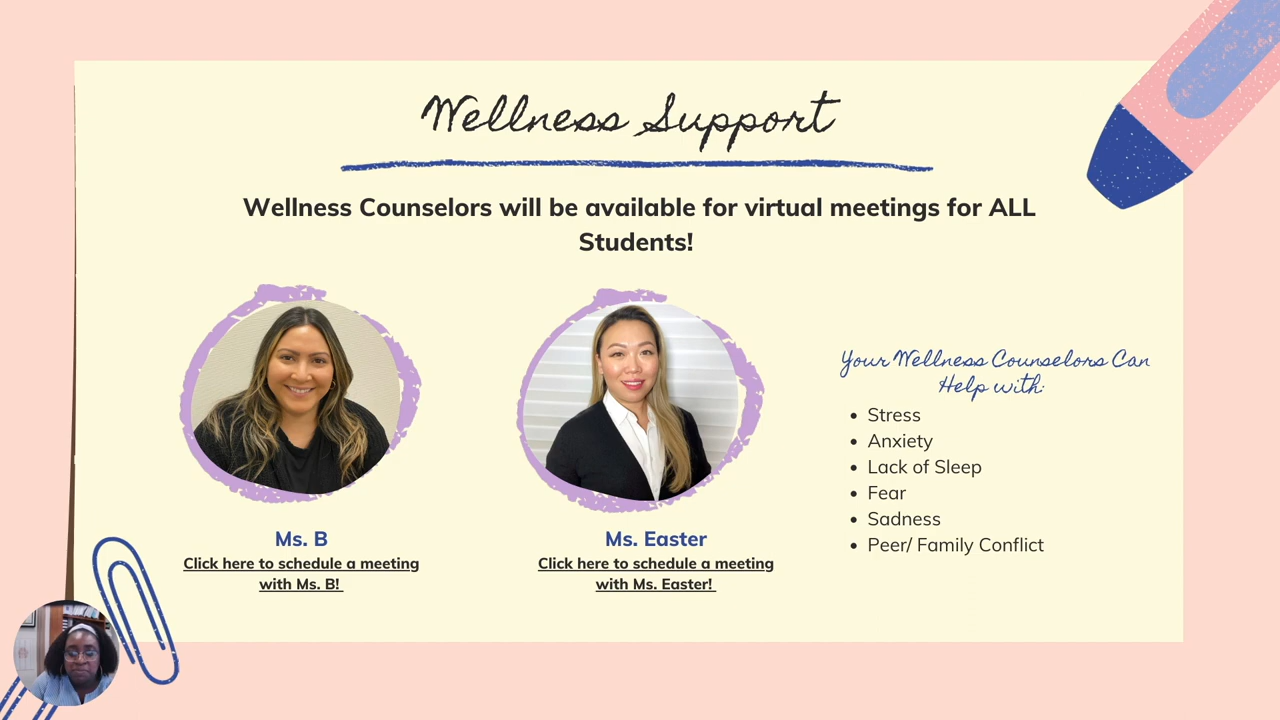 Wellness Support
Wellness Counselors will be available for virtual meetings for ALL
Students!
Ms. B
Click here to schedule a meeting
with Ms. B!
Ms. Easter
Click here to schedule a meeting
with Ms. Easter!
Your Wellness Counselors Can
Help with:
• Stress
• Anxiety
• Lack of Sleep
• Fear
• Sadness
• Peer/ Family Conflict